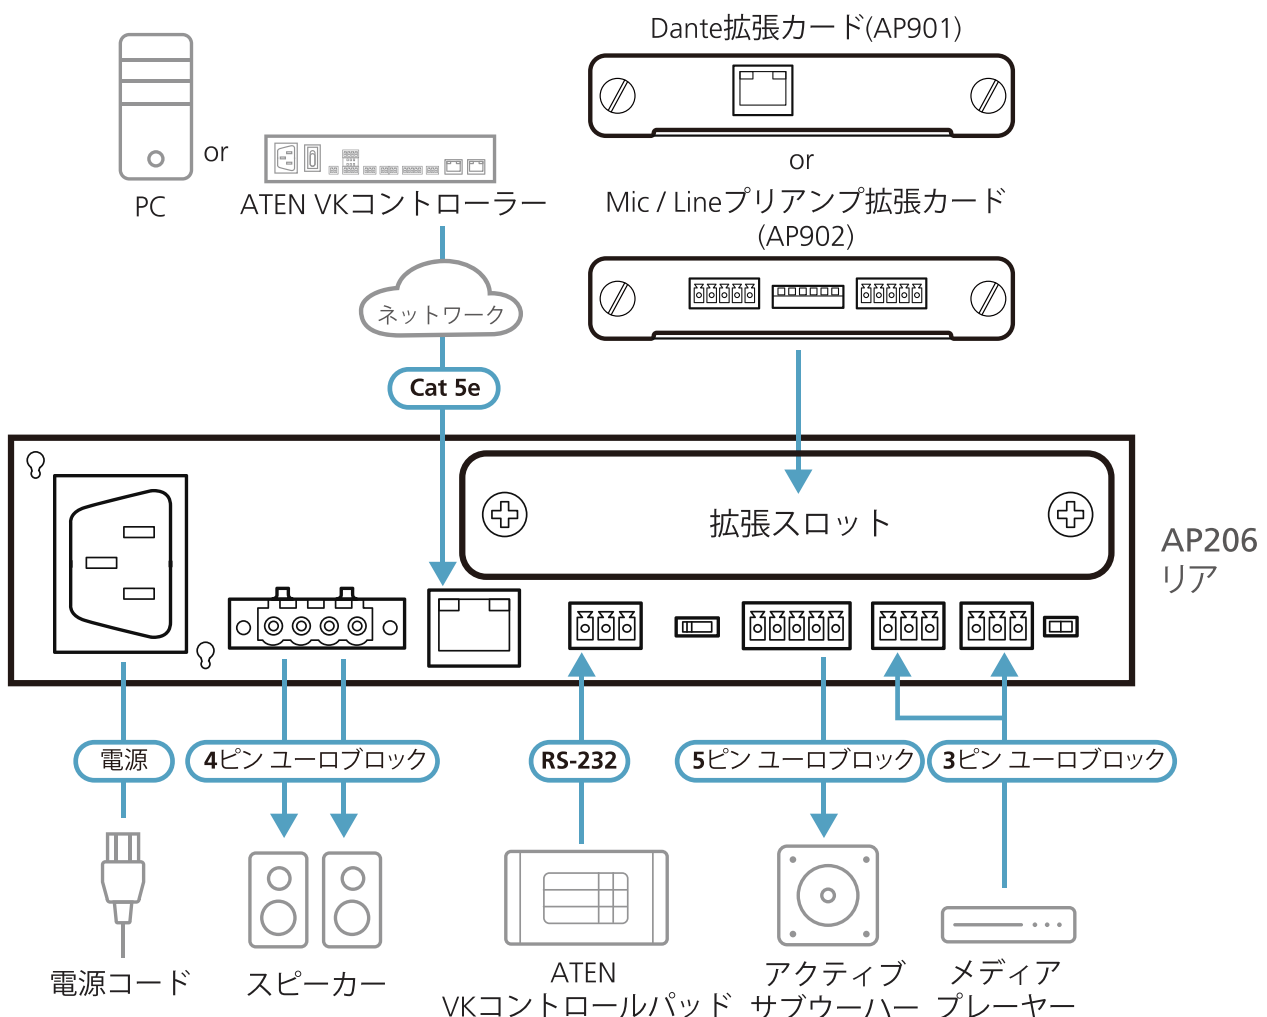 Dante拡張カード(AP901)
or
PC
ATEN VKコントローラー
or
Mic / Lineプリアンプ拡張カード
(AP902)
ネットワーク
Cat 5e
拡張スロット
AP206
リア
電源
4ピン ユーロブロック
RS-232
5ピン ユーロブロック
3ピン ユーロブロック
電源コード
スピーカー
ATEN
VKコントロールパッド
アクティブ
サブウーハー
メディア
プレーヤー